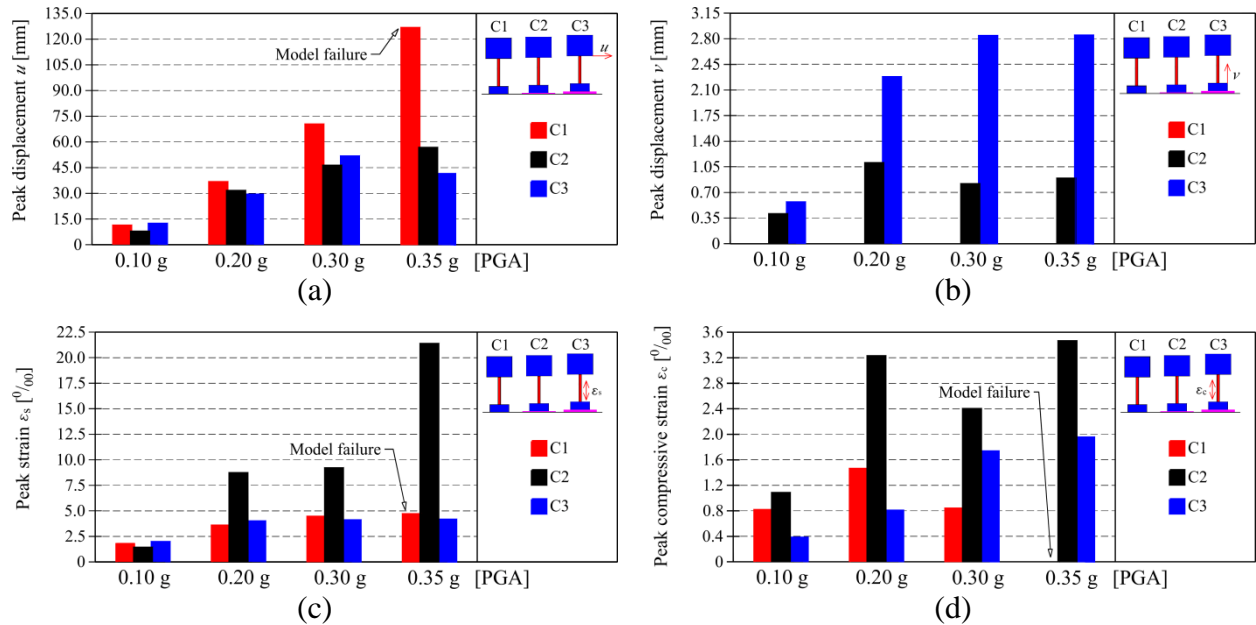 Peak displacement u [mm]
135.0
120.0
105.0
90.0
75.0
60.0
45.0
30.0
15.0
0.0
Model failure
0.10 g 0.20 g 0.30 g 0.35 g [PGA]
C1 C2 C3
u
C1
C2
C3
(a)
Peak displacement v [mm]
3.15
2.80
2.45
2.10
1.40
1.05
0.70
0.35
0
0.10 g 0.20 g 0.30 g 0.35 g [PGA]
C1 C2 C3
v
C1
C2
C3
(b)
Peak strain εs [0/00]
22.5
20.0
17.5
15.0
12.5
10.0
7.5
5.0
2.5
0
Model failure
0.10 g 0.20 g 0.30 g 0.35 g [PGA]
C1 C2 C3
εs
C1
C2
C3
(c)
Peak compressive strain εc [0/00]
3.6
3.2
2.8
2.4
2.0
1.6
1.2
0.8
0.4
0
Model failure
0.10 g 0.20 g 0.30 g 0.35 g [PGA]
C1 C2 C3
εc
C1
C2
C3
(d)